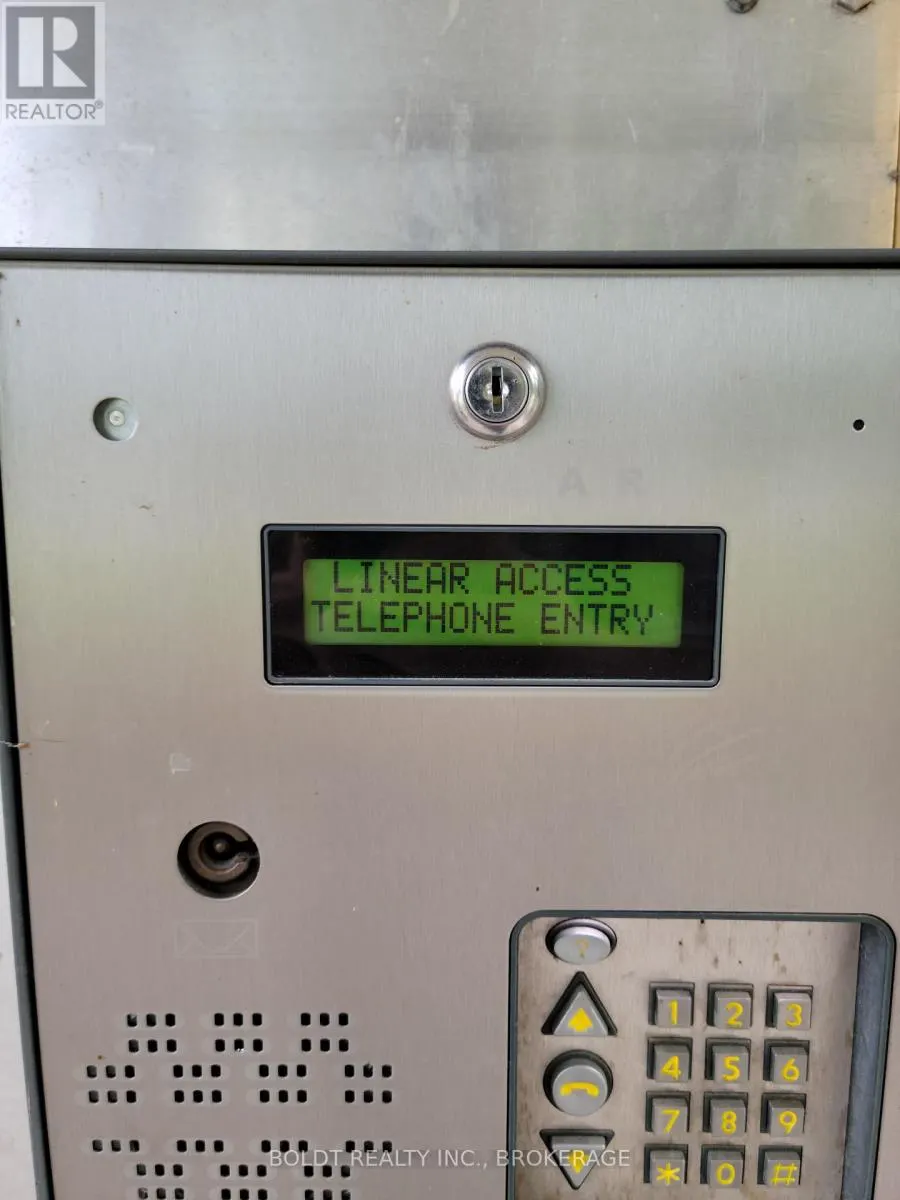 REALTOR®
A R
LINEAR ACCESS
TELEPHONE ENTRY
?
1 2 3
4 5 6
7 8 9
* 0 #
BOLDT REALTY INC., BROKERAGE